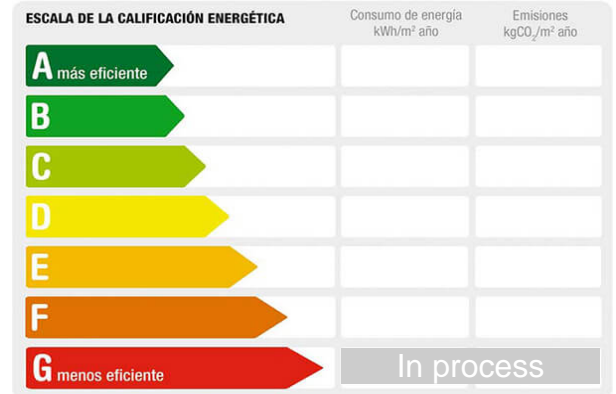 ESCALA DE LA CALIFICACIÓN ENERGÉTICA
Consumo de energía
kWh/m² año
Emisiones
kgCO₂/m² año
A más eficiente
B
C
D
E
F
G menos eficiente
In process